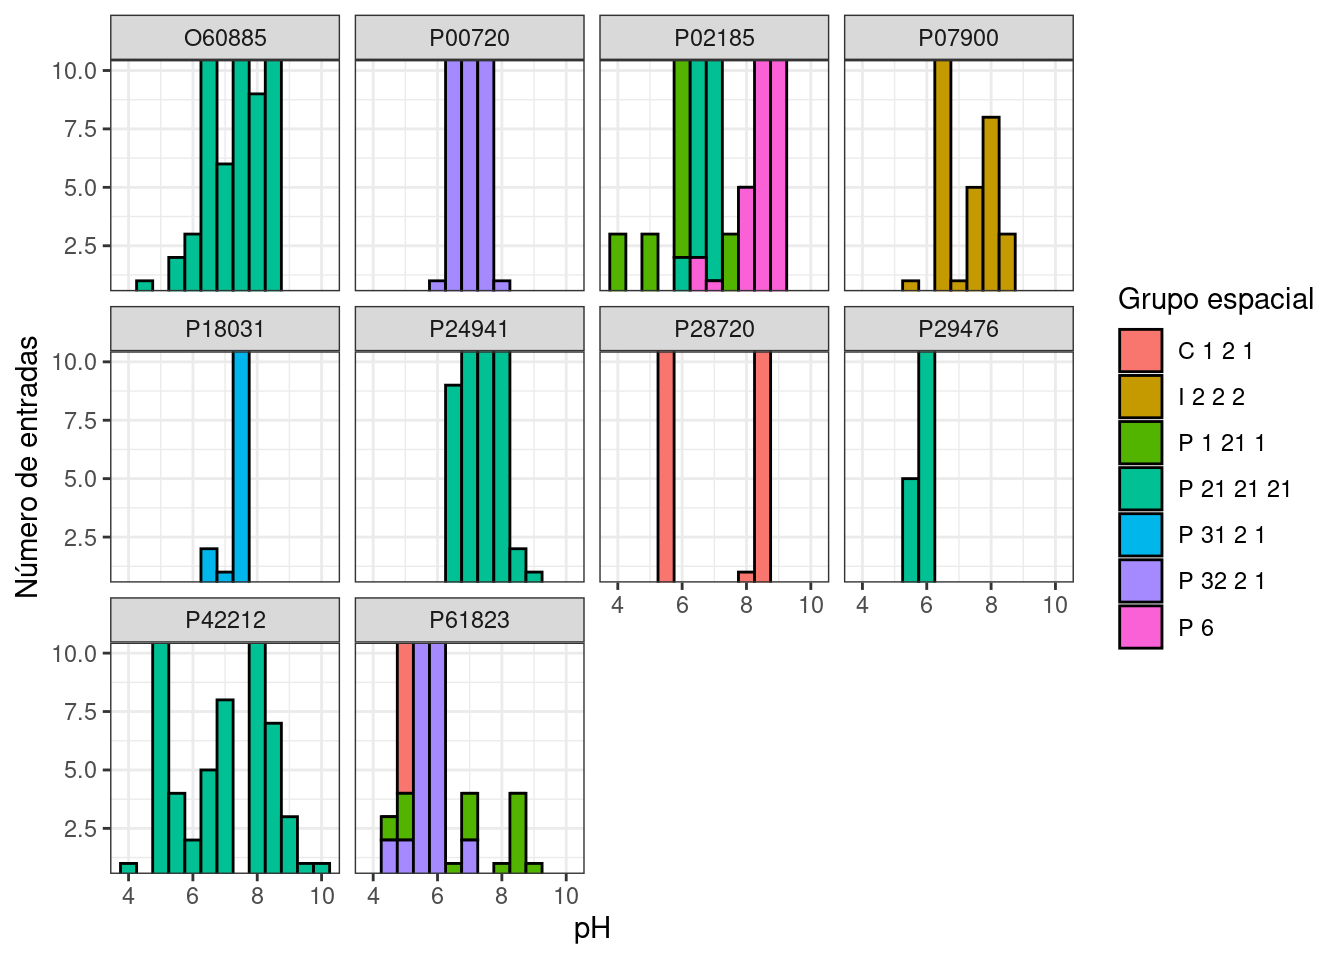 O60885 P00720 P02185 P07900
10.0
7.5
5.0
2.5
P18031 P24941 P28720 P29476
10.0
7.5
5.0
2.5
4 6 8 10 4 6 8 10
P42212 P61823
10.0
7.5
5.0
2.5
4 6 8 10 4 6 8 10
pH
Número de entradas
Grupo espacial
C 1 2 1
I 2 2 2
P 1 21 1
P 21 21 21
P 31 2 1
P 32 2 1
P 6